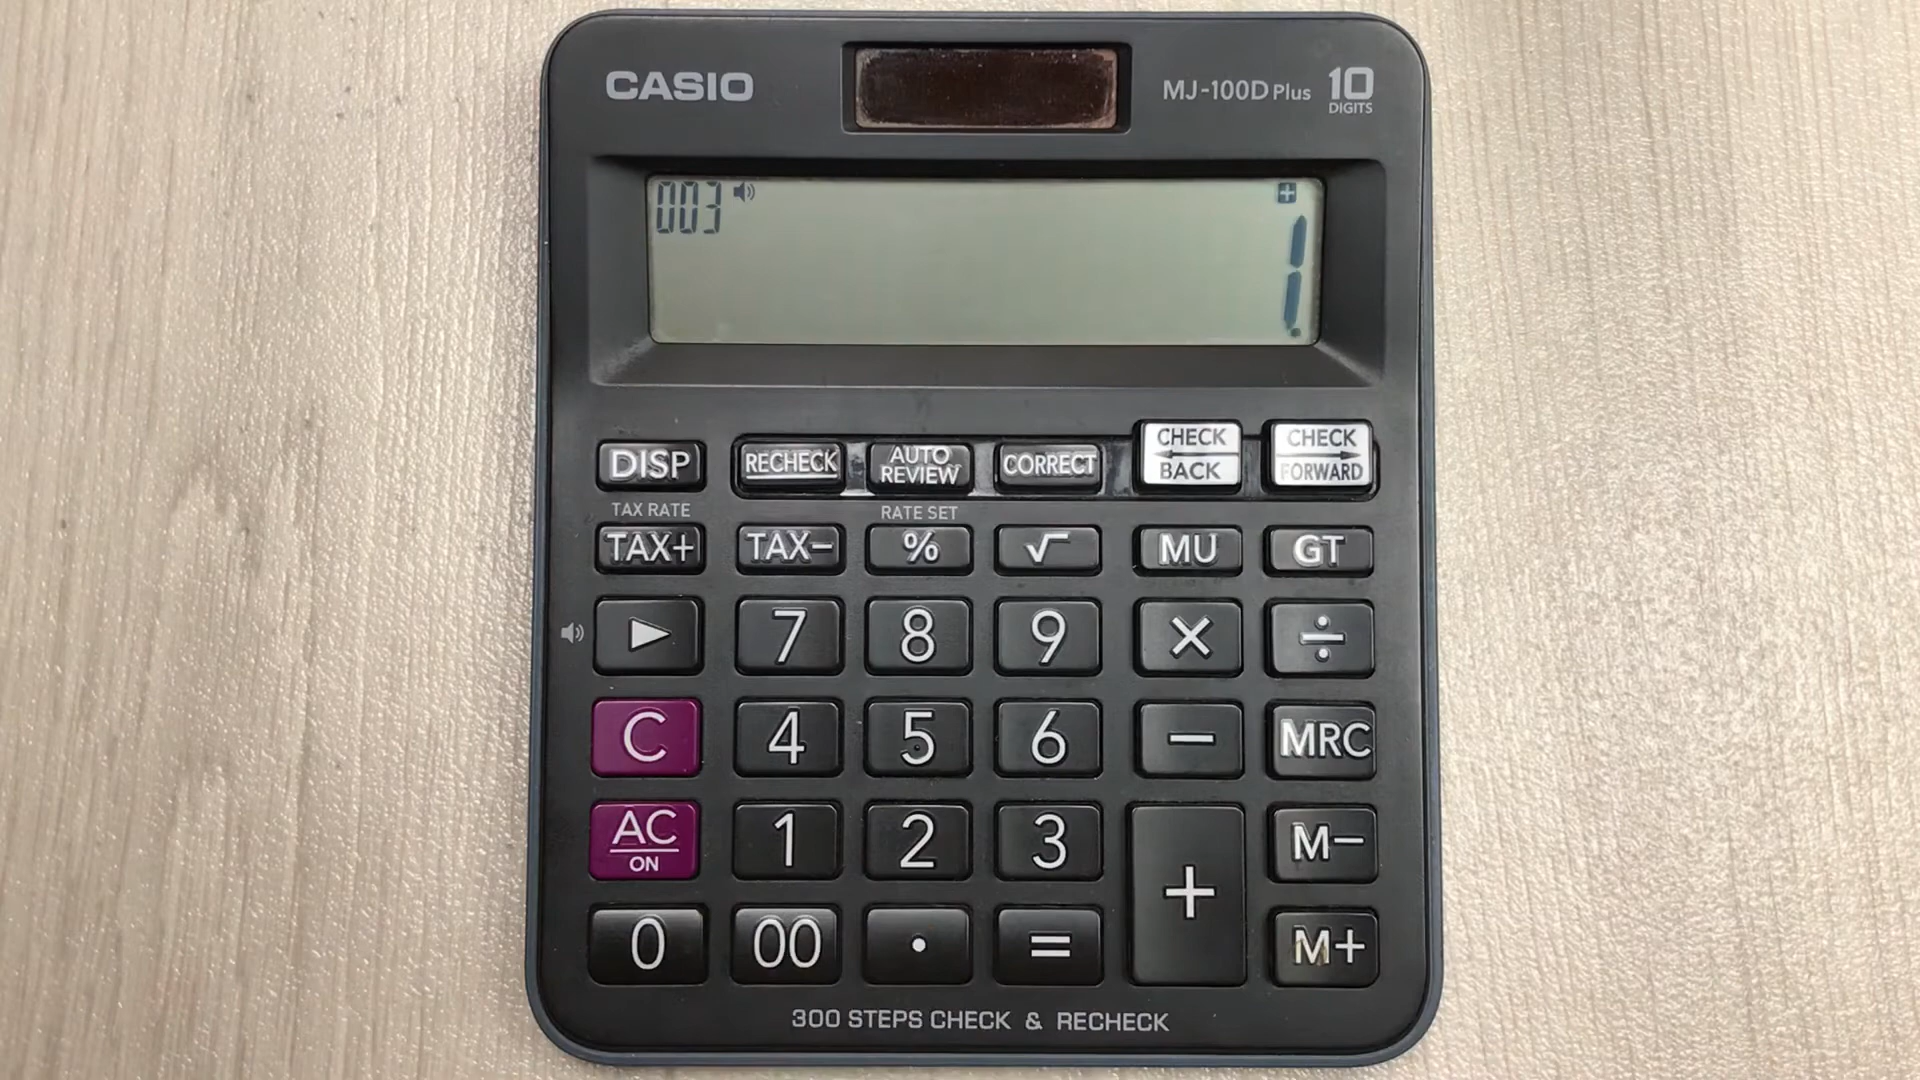 CASIO MJ-100D Plus 10 DIGITS
003 +
1.
DISP RECHECK AUTO REVIEW CORRECT CHECK BACK CHECK FORWARD
TAX RATE RATE SET
TAX+ TAX− % √ MU GT
▶ 7 8 9 × ÷
C 4 5 6 − MRC
AC ON 1 2 3 + M−
0 00 . = M+
300 STEPS CHECK & RECHECK